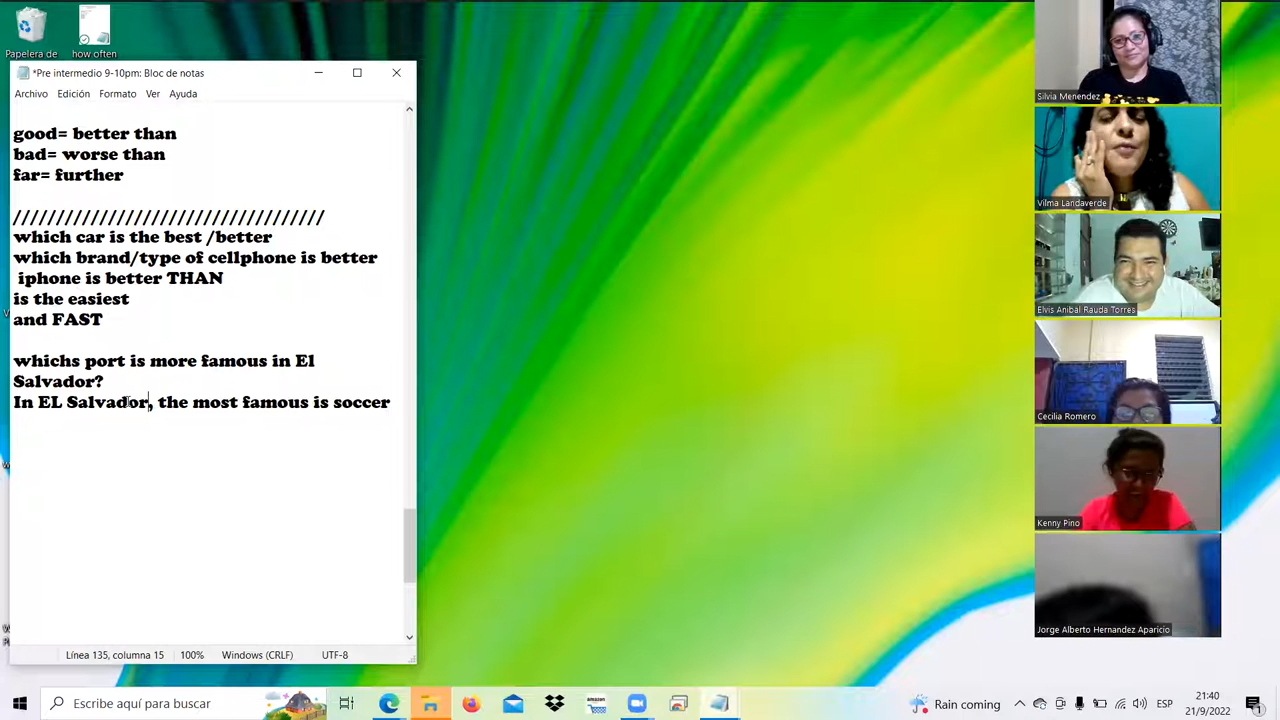 Papelera de
how often
*Pre intermedio 9-10pm: Bloc de notas
Archivo Edición Formato Ver Ayuda
good= better than
bad= worse than
far= further
/////////////////////////////////////
which car is the best /better
which brand/type of cellphone is better
iphone is better THAN
is the easiest
and FAST
whichs port is more famous in El
Salvador?
In EL Salvador, the most famous is soccer
Línea 135, columna 15 100% Windows (CRLF) UTF-8
Silvia Menendez
Vilma Landaverde
Elvis Anibal Rauda Torres
Cecilia Romero
Kenny Pino
Jorge Alberto Hernandez Aparicio
Escribe aquí para buscar
amazon
Rain coming
ESP
21:40
21/9/2022
1